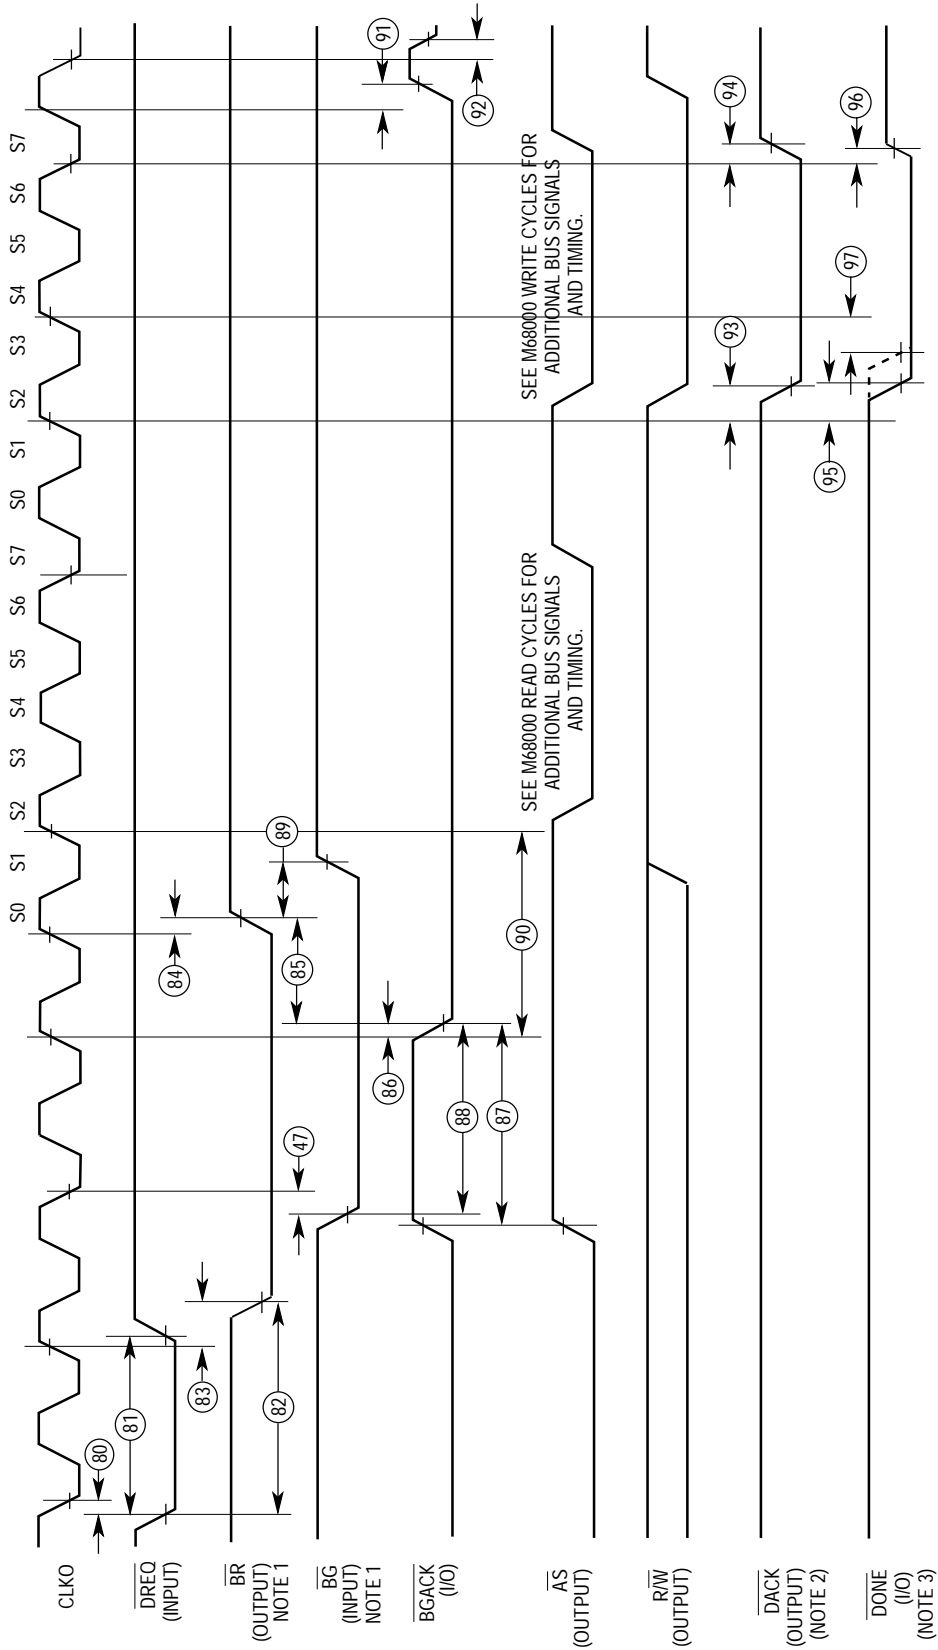 S0 S1 S2 S3 S4 S5 S6 S7 S0 S1 S2 S3 S4 S5 S6 S7
CLKO
80
81
DREQ
(INPUT)
83
84
BR
(OUTPUT)
NOTE 1
82
85
89
47
BG
(INPUT)
NOTE 1
86
91
BGACK
(I/O)
88
92
87
90
SEE M68000 READ CYCLES FOR
ADDITIONAL BUS SIGNALS
AND TIMING.
SEE M68000 WRITE CYCLES FOR
ADDITIONAL BUS SIGNALS
AND TIMING.
AS
(OUTPUT)
R/W
(OUTPUT)
93
94
DACK
OUTPUT)
(NOTE 2)
95
97
96
DONE
(I/O)
(NOTE 3)